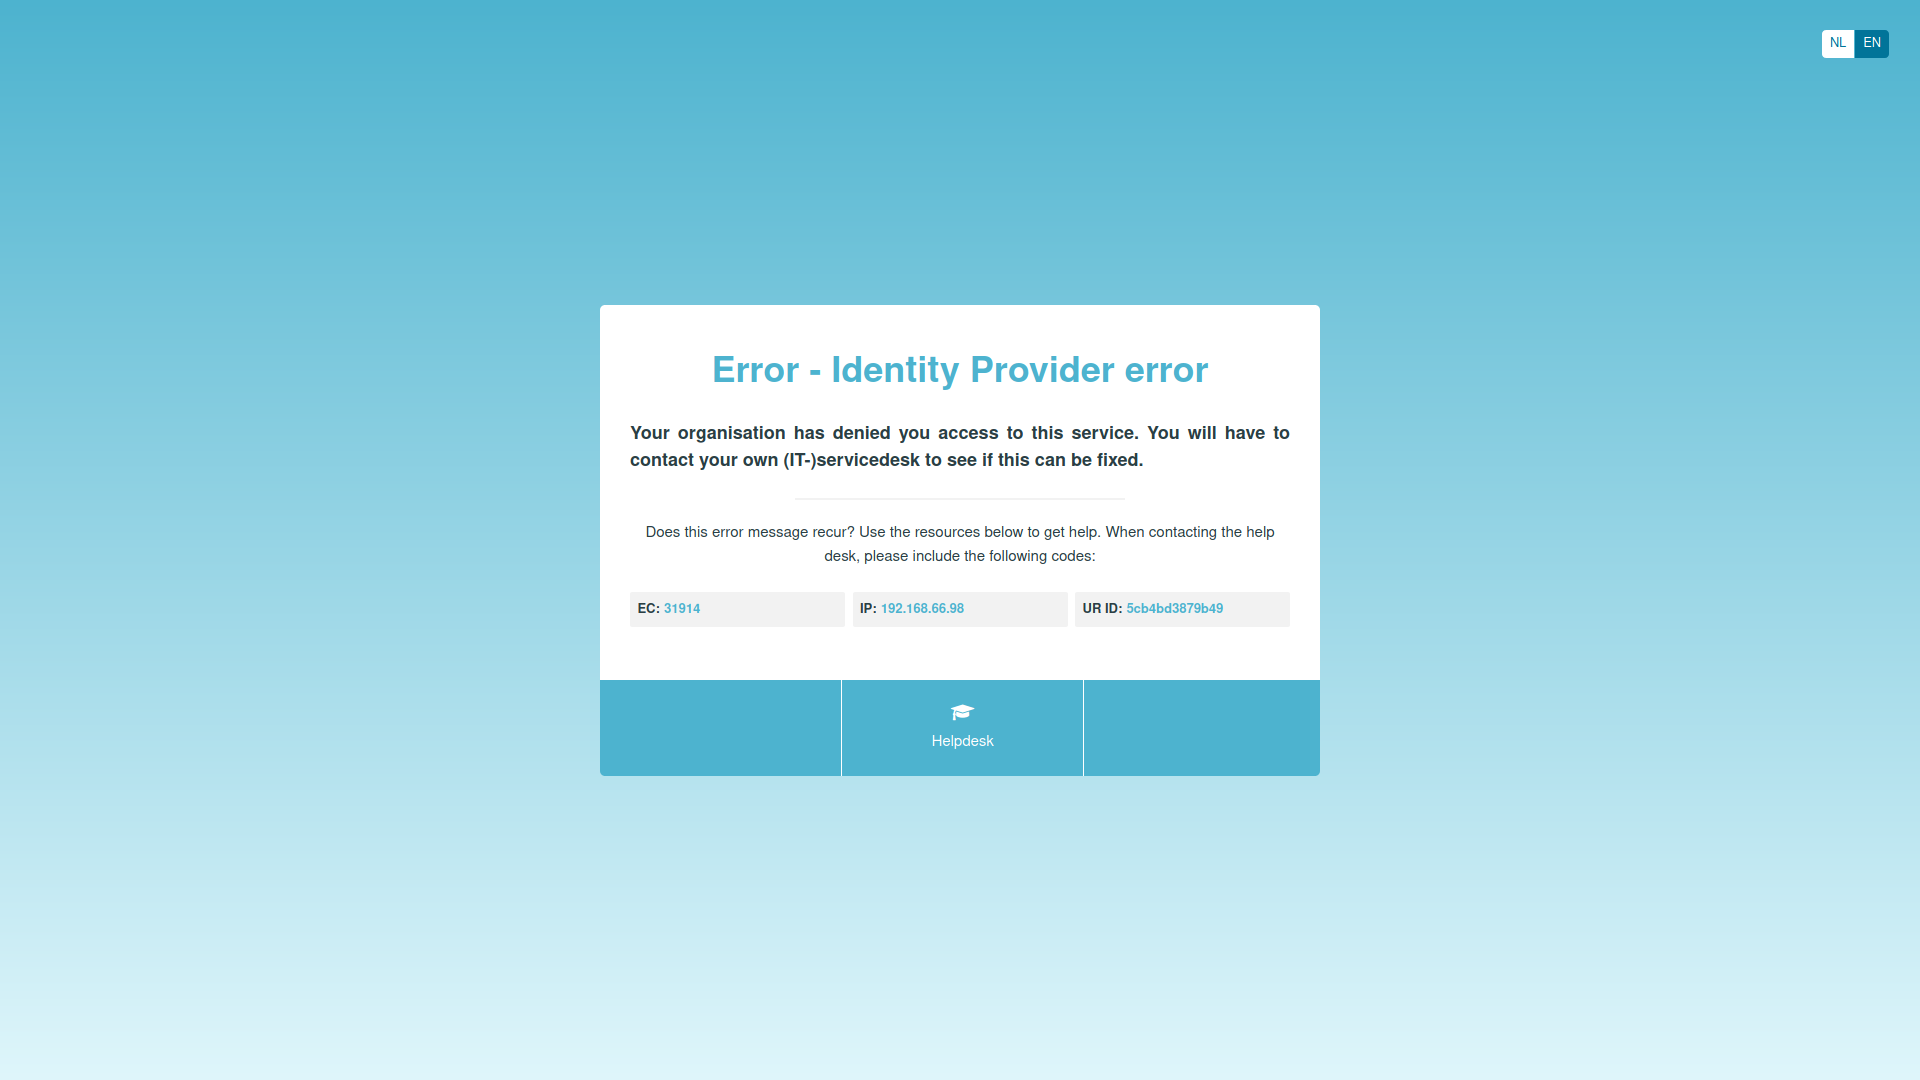 NL EN
Error - Identity Provider error
Your organisation has denied you access to this service. You will have to
contact your own (IT-)servicedesk to see if this can be fixed.
Does this error message recur? Use the resources below to get help. When contacting the help
desk, please include the following codes:
EC: 31914 IP: 192.168.66.98 UR ID: 5cb4bd3879b49
Helpdesk